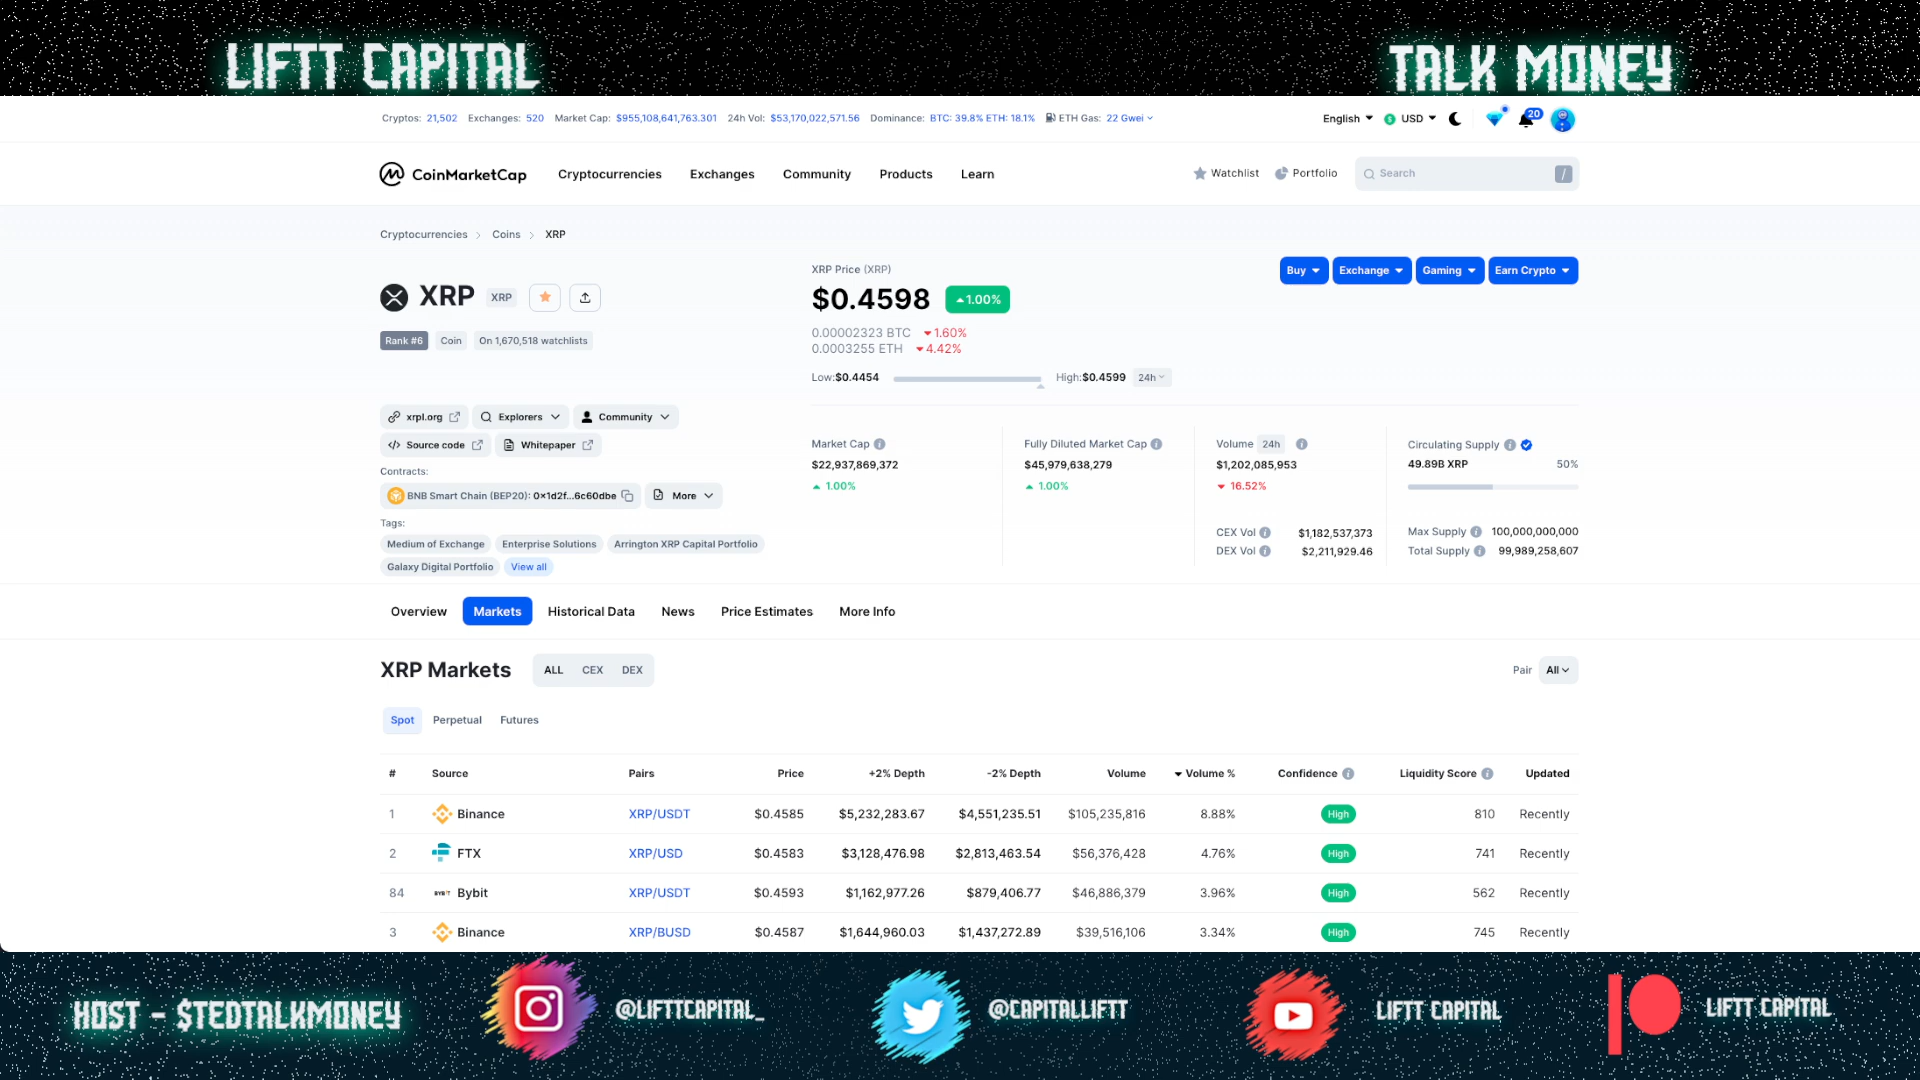 LIFTT CAPITAL
TALK MONEY
Cryptos: 21,502 Exchanges: 520 Market Cap: $955,108,641,763.301 24h Vol: $53,170,022,571.56 Dominance: BTC: 39.8% ETH: 18.1% ETH Gas: 22 Gwei
English USD 20
CoinMarketCap Cryptocurrencies Exchanges Community Products Learn Watchlist Portfolio Search /
Cryptocurrencies > Coins > XRP
XRP XRP
Rank #6 Coin On 1,670,518 watchlists
XRP Price (XRP)
$0.4598 1.00%
0.00002323 BTC 1.60%
0.0003255 ETH 4.42%
Low:$0.4454 High:$0.4599 24h
Buy Exchange Gaming Earn Crypto
xrpl.org Explorers Community
Source code Whitepaper
Contracts:
BNB Smart Chain (BEP20): 0x1d2f...6c60dbe More
Tags:
Medium of Exchange Enterprise Solutions Arrington XRP Capital Portfolio
Galaxy Digital Portfolio View all
Market Cap
$22,937,869,372
1.00%
Fully Diluted Market Cap
$45,979,638,279
1.00%
Volume 24h
$1,202,085,953
16.52%
CEX Vol $1,182,537,373
DEX Vol $2,211,929.46
Circulating Supply
49.89B XRP 50%
Max Supply 100,000,000,000
Total Supply 99,989,258,607
Overview Markets Historical Data News Price Estimates More Info
XRP Markets ALL CEX DEX Pair All
Spot Perpetual Futures
# Source Pairs Price +2% Depth -2% Depth Volume Volume % Confidence Liquidity Score Updated
1 Binance XRP/USDT $0.4585 $5,232,283.67 $4,551,235.51 $105,235,816 8.88% High 810 Recently
2 FTX XRP/USD $0.4583 $3,128,476.98 $2,813,463.54 $56,376,428 4.76% High 741 Recently
84 BYBIT Bybit XRP/USDT $0.4593 $1,162,977.26 $879,406.77 $46,886,379 3.96% High 562 Recently
3 Binance XRP/BUSD $0.4587 $1,644,960.03 $1,437,272.89 $39,516,106 3.34% High 745 Recently
HOST - $TEDTALKMONEY
@LIFTTCAPITAL_
@CAPITALLIFTT
LIFTT CAPITAL
LIFTT CAPITAL